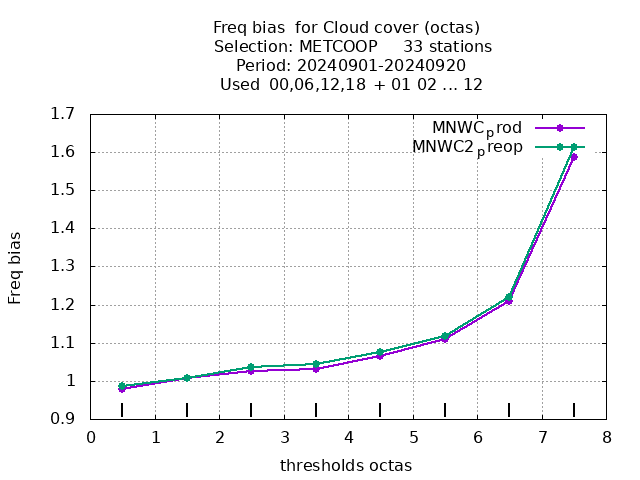 Freq bias  for Cloud cover (octas)
Selection: METCOOP     33 stations
Period: 20240901-20240920
Used  00,06,12,18  + 01 02 ... 12
1.7
1.6
1.5
1.4
1.3
1.2
1.1
1
0.9
Freq bias
MNWC_prod
MNWC2_preop
0 1 2 3 4 5 6 7 8
thresholds octas